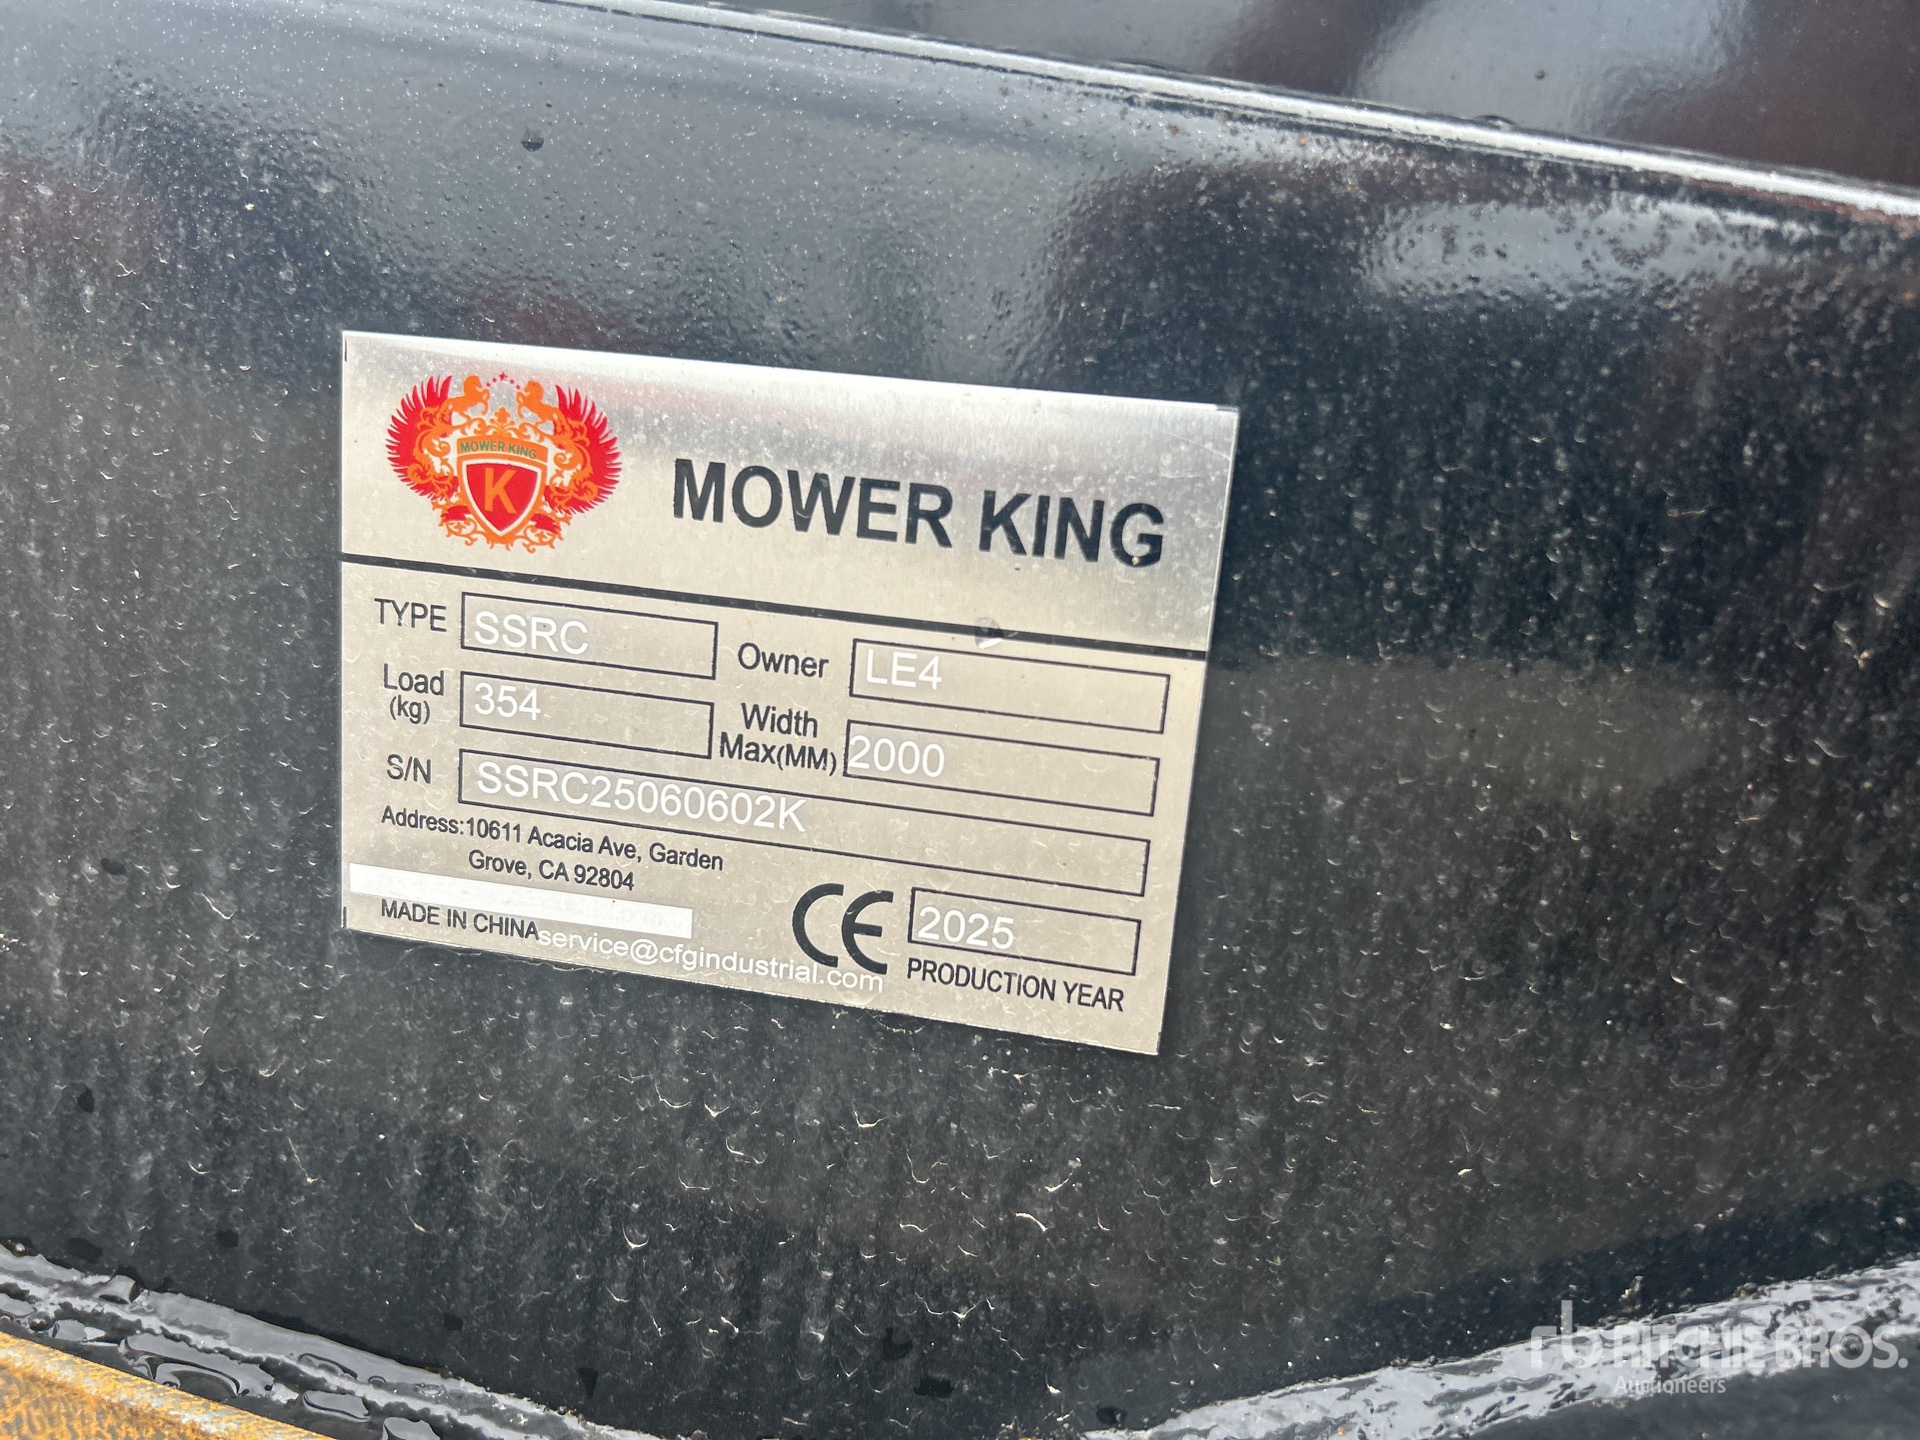 MOWER KING
K
MOWER KING
TYPE SSRC Owner LE4
Load (kg) 354 Width Max(MM) 2000
S/N SSRC25060602K
Address:10611 Acacia Ave, Garden
Grove, CA 92804
MADE IN CHINA service@cfgindustrial.com
CE 2025
PRODUCTION YEAR
rb RITCHIE BROS.
Auctioneers